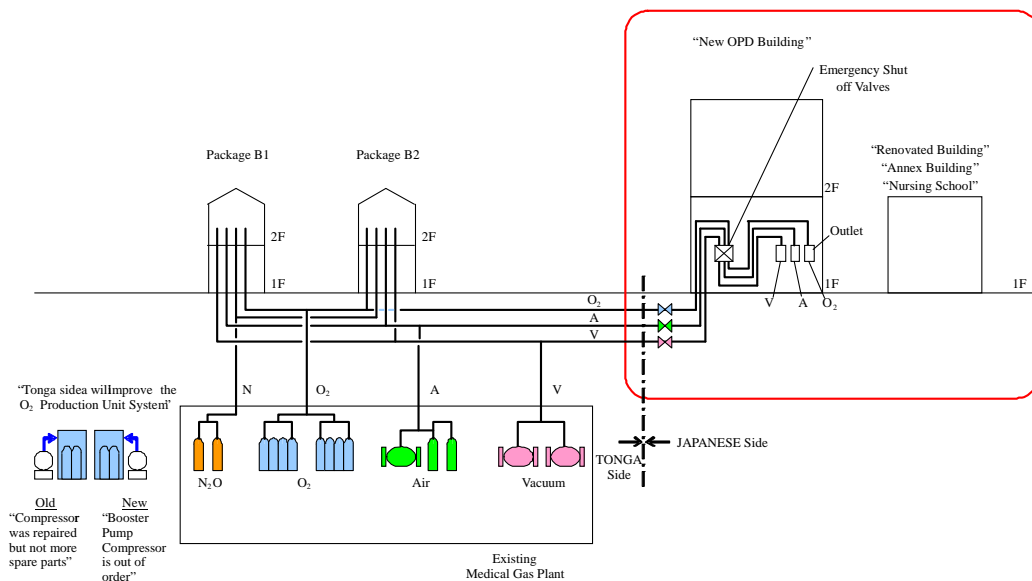 “New OPD Building”
Emergency Shut
off Valves
Package B1
Package B2
“Renovated Building”
“Annex Building”
“Nursing School”
2F
2F
2F
Outlet
1F
1F
1F
1F
V
A
O₂
O₂
A
V
“Tonga sidea willimprove the
O₂ Production Unit System”
N
O₂
A
V
JAPANESE Side
TONGA
Side
N₂O
O₂
Air
Vacuum
Old
“Compressor
was repaired
but not more
spare parts”
New
“Booster
Pump
Compressor
is out of
order”
Existing
Medical Gas Plant